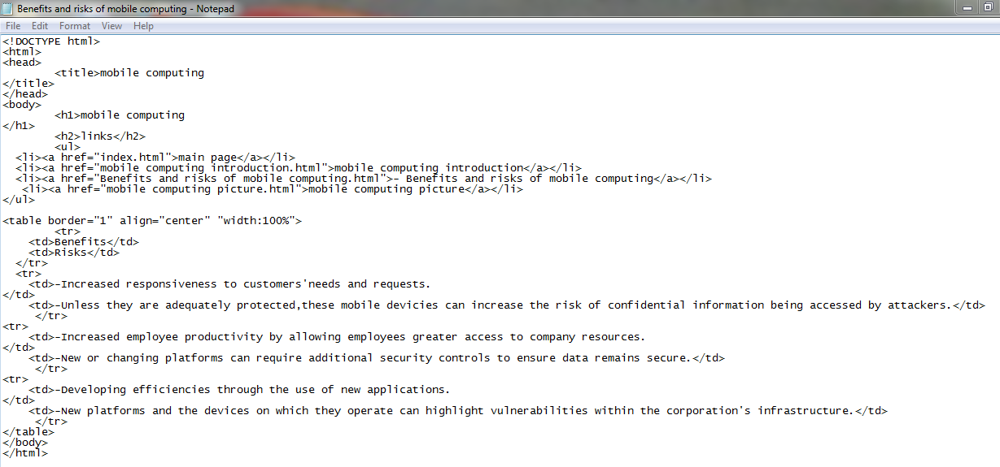 Benefits and risks of mobile computing - Notepad
File Edit Format View Help
<!DOCTYPE html>
<html>
<head>
<title>mobile computing
</title>
</head>
<body>
<h1>mobile computing
</h1>
<h2>links</h2>
<ul>
<li><a href="index.html">main page</a></li>
<li><a href="mobile computing introduction.html">mobile computing introduction</a></li>
<li><a href="Benefits and risks of mobile computing.html">- Benefits and risks of mobile computing</a></li>
<li><a href="mobile computing picture.html">mobile computing picture</a></li>
</ul>
<table border="1" align="center" "width:100%">
<tr>
<td>Benefits</td>
<td>Risks</td>
</tr>
<tr>
<td>-Increased responsiveness to customers'needs and requests.
</td>
<td>-Unless they are adequately protected,these mobile devicies can increase the risk of confidential information being accessed by attackers.</td>
</tr>
<tr>
<td>-Increased employee productivity by allowing employees greater access to company resources.
</td>
<td>-New or changing platforms can require additional security controls to ensure data remains secure.</td>
</tr>
<tr>
<td>-Developing efficiencies through the use of new applications.
</td>
<td>-New platforms and the devices on which they operate can highlight vulnerabilities within the corporation's infrastructure.</td>
</tr>
</table>
</body>
</html>